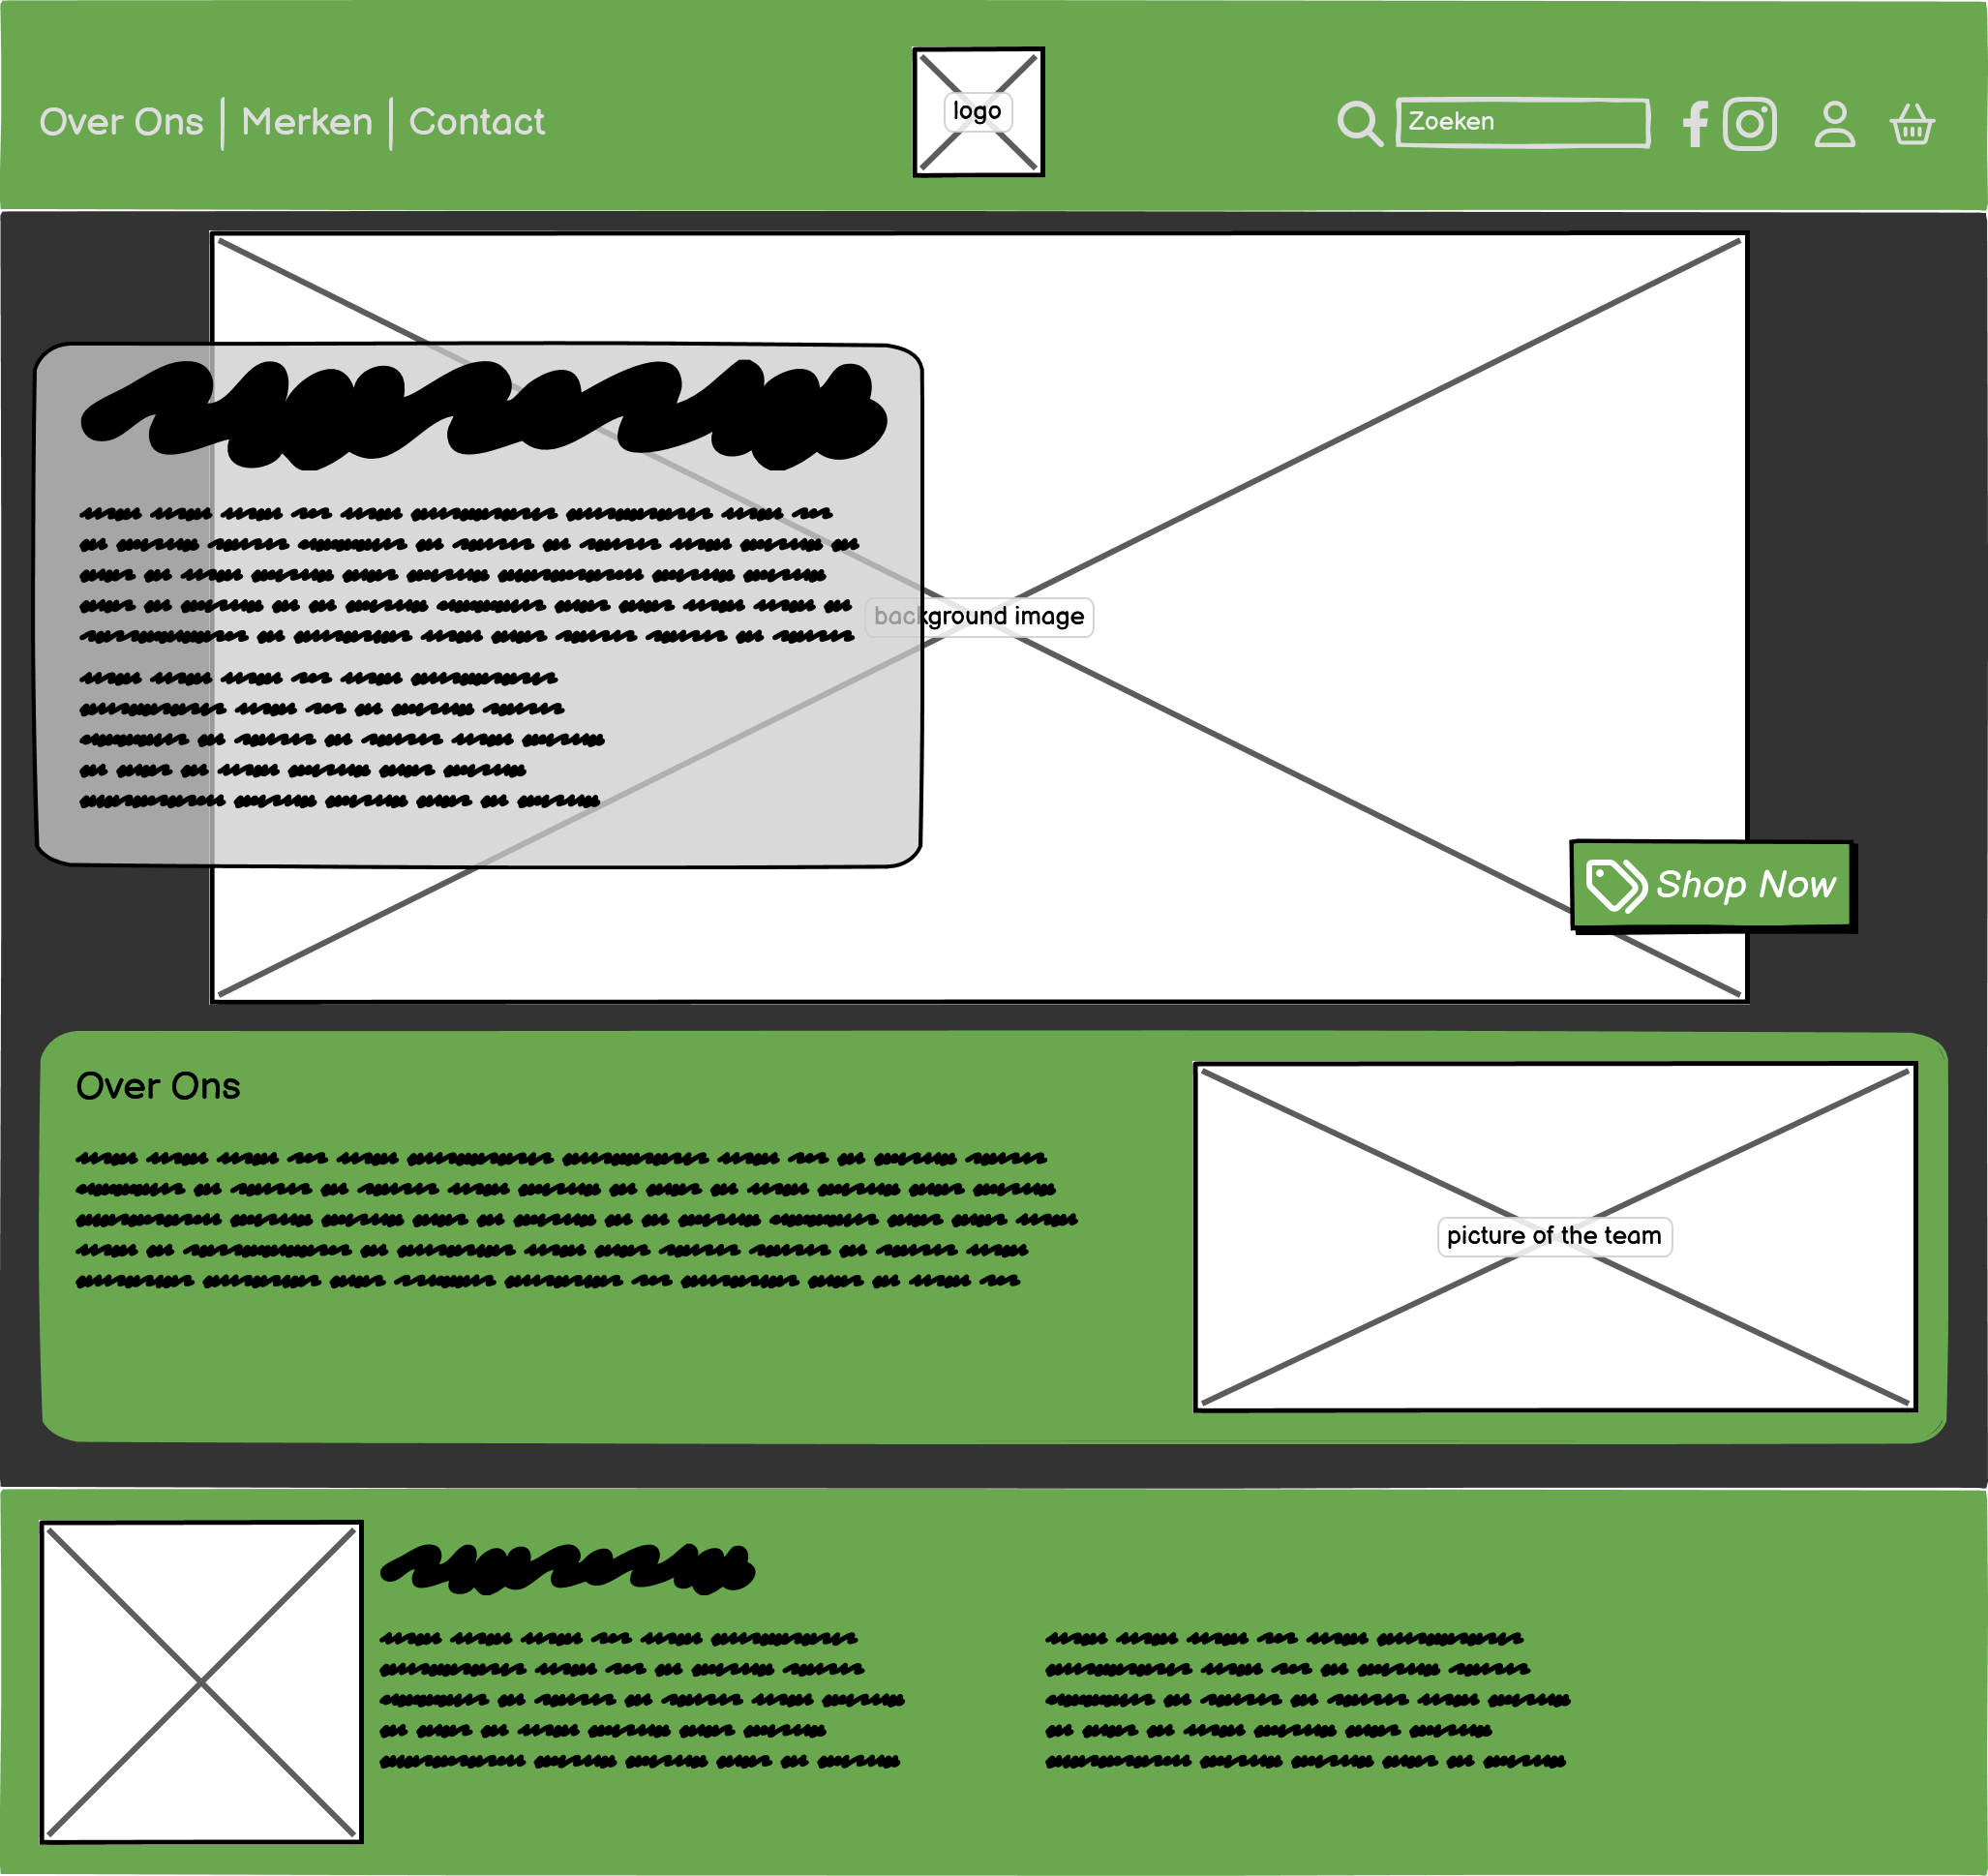 Over Ons | Merken | Contact
logo
Zoeken
background image
Shop Now
Over Ons
picture of the team